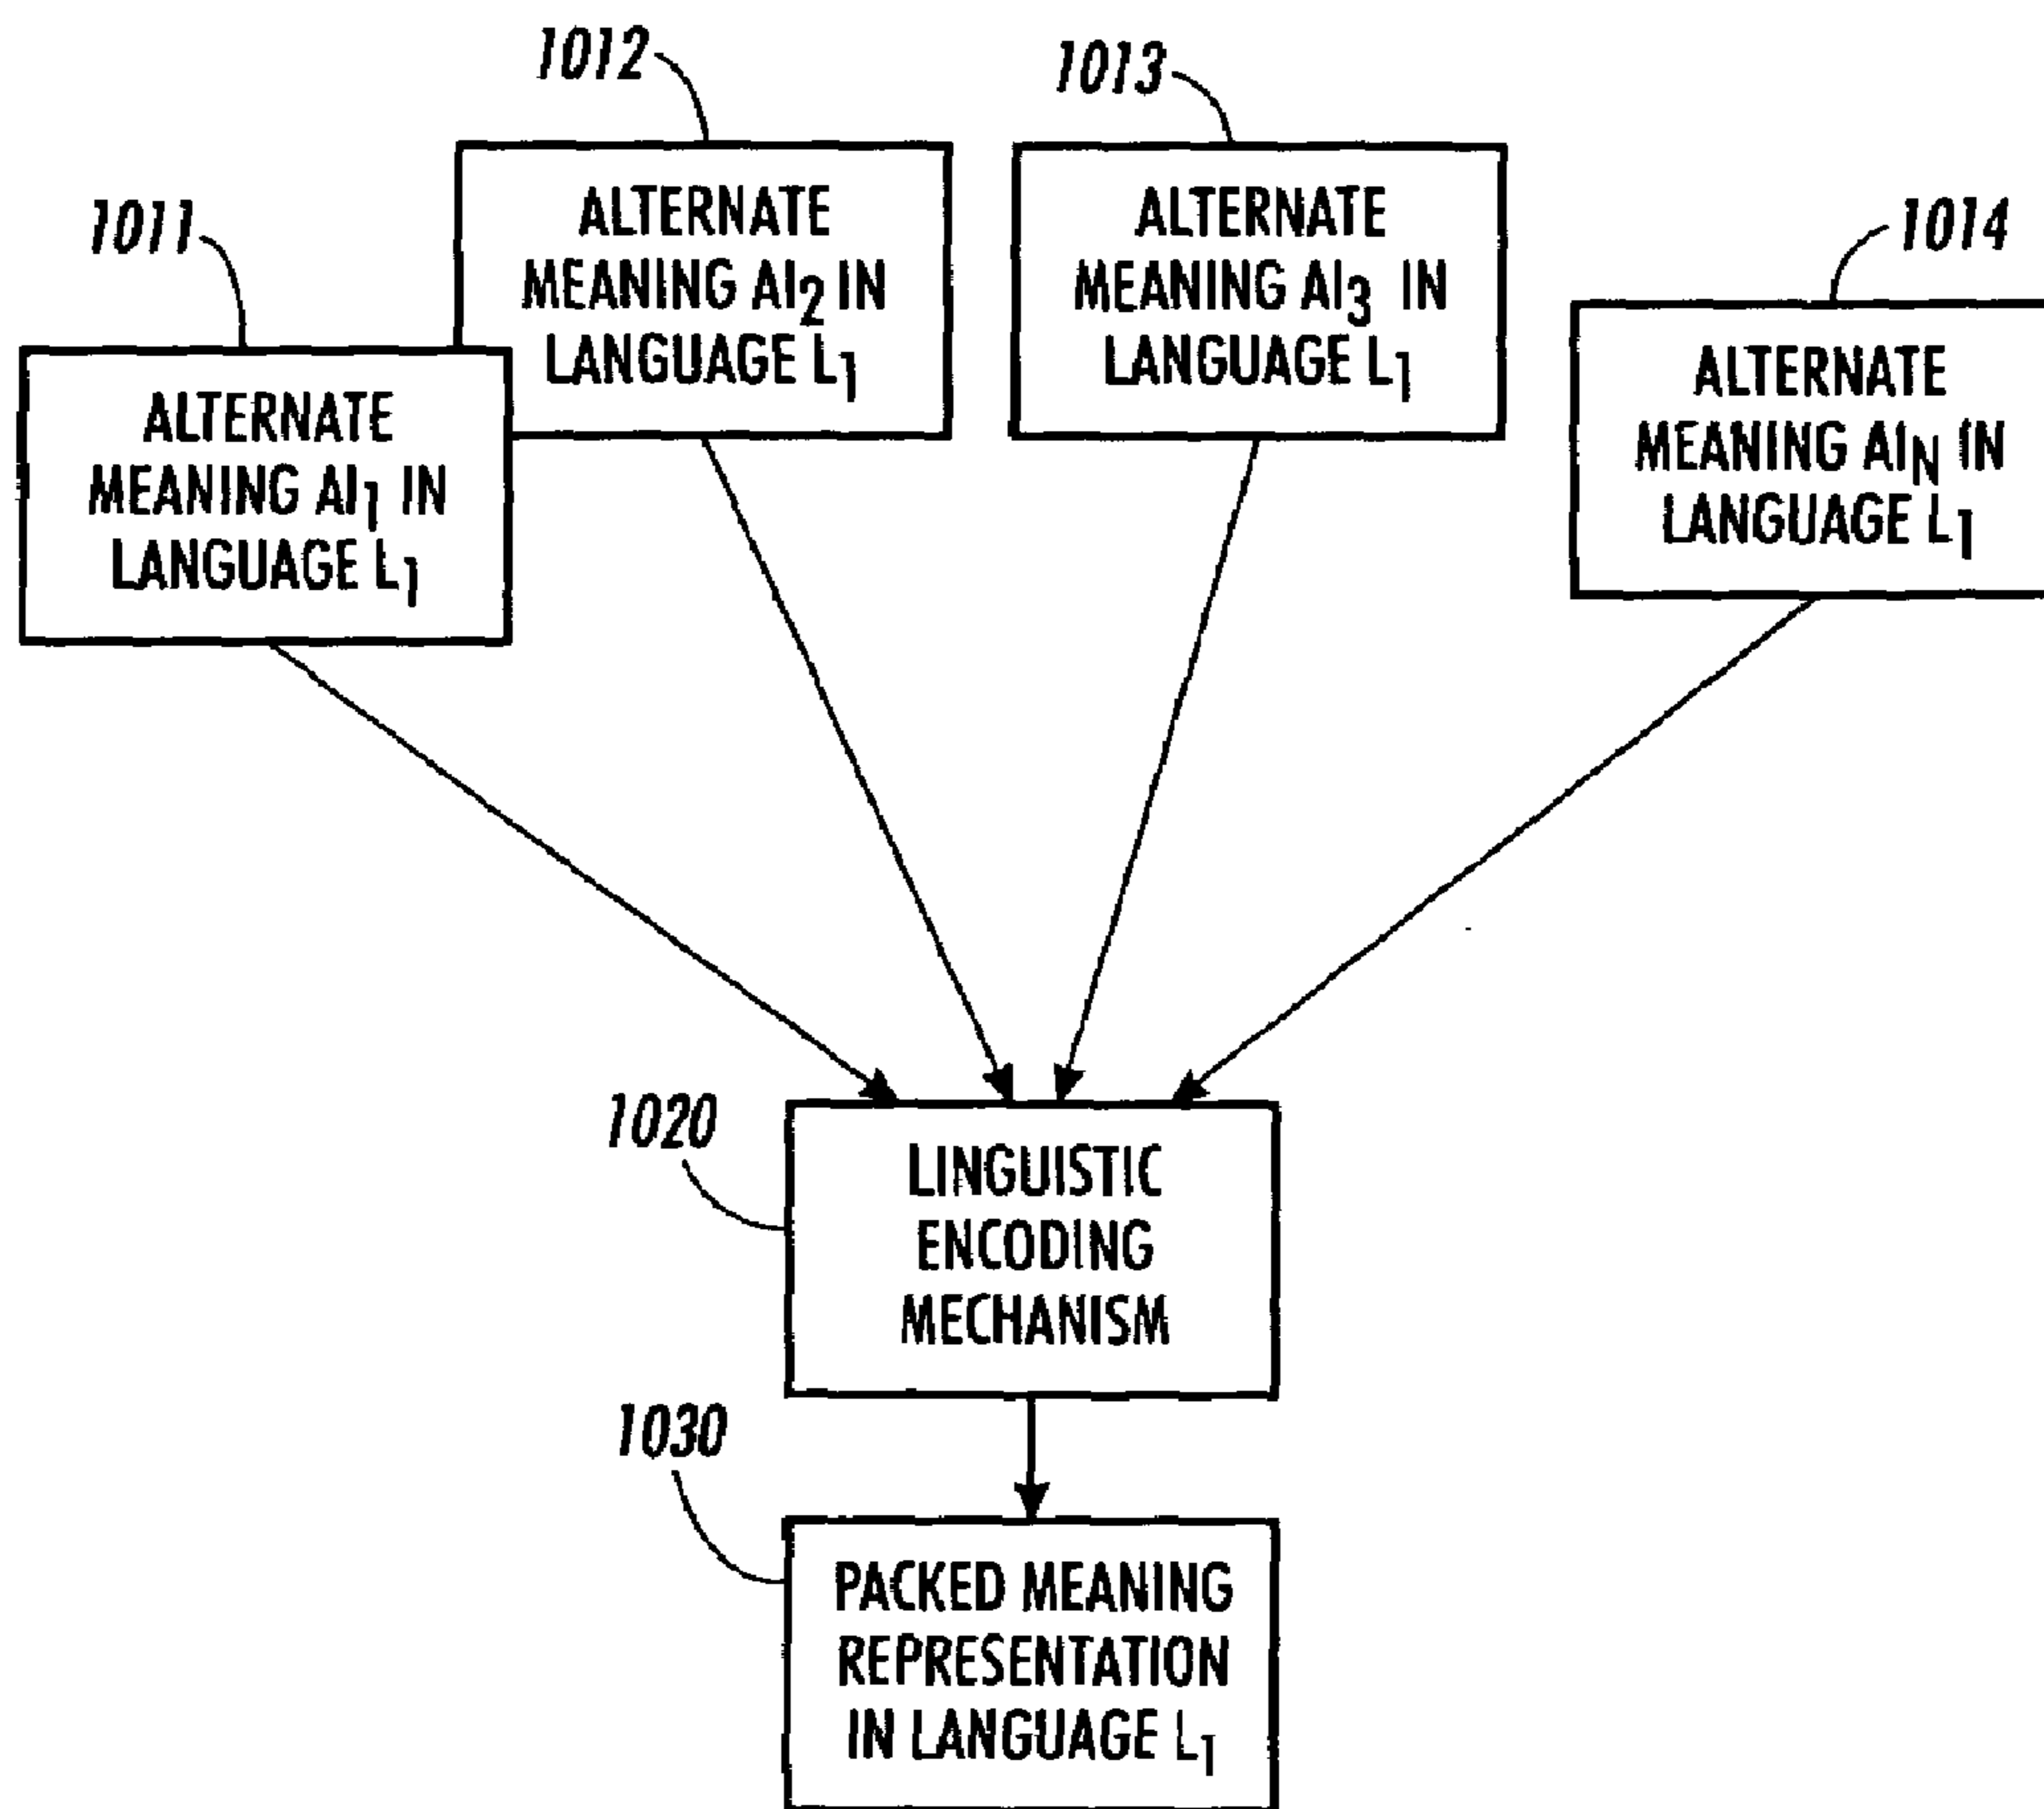 1012
1013
1011
1014
ALTERNATE
MEANING AI₂ IN
LANGUAGE L₁
ALTERNATE
MEANING AI₃ IN
LANGUAGE L₁
ALTERNATE
MEANING AI₁ IN
LANGUAGE L₁
ALTERNATE
MEANING AI_N IN
LANGUAGE L₁
1020
LINGUISTIC
ENCODING
MECHANISM
1030
PACKED MEANING
REPRESENTATION
IN LANGUAGE L₁